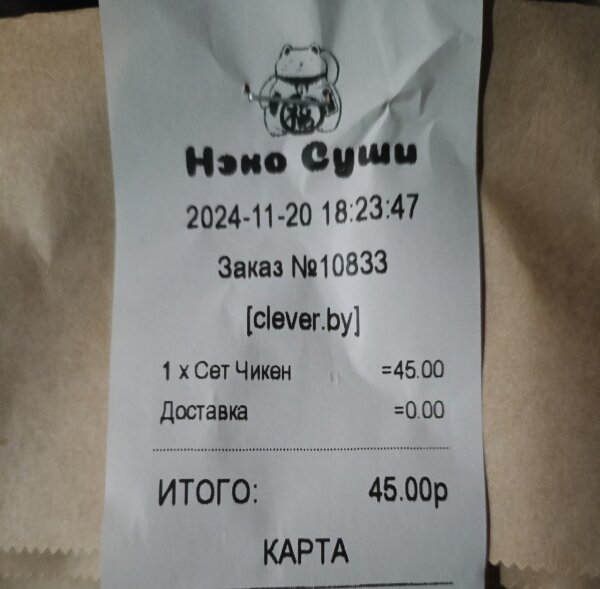 福
Нэко Суши
2024-11-20 18:23:47
Заказ №10833
[clever.by]
1 x Сет Чикен =45.00
Доставка =0.00
ИТОГО: 45.00р
КАРТА